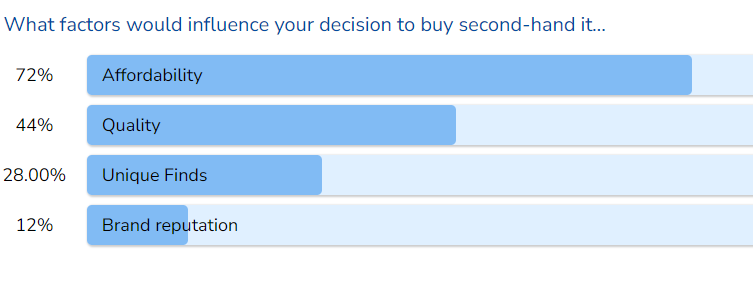 What factors would influence your decision to buy second-hand it...
72% Affordability
44% Quality
28.00% Unique Finds
12% Brand reputation